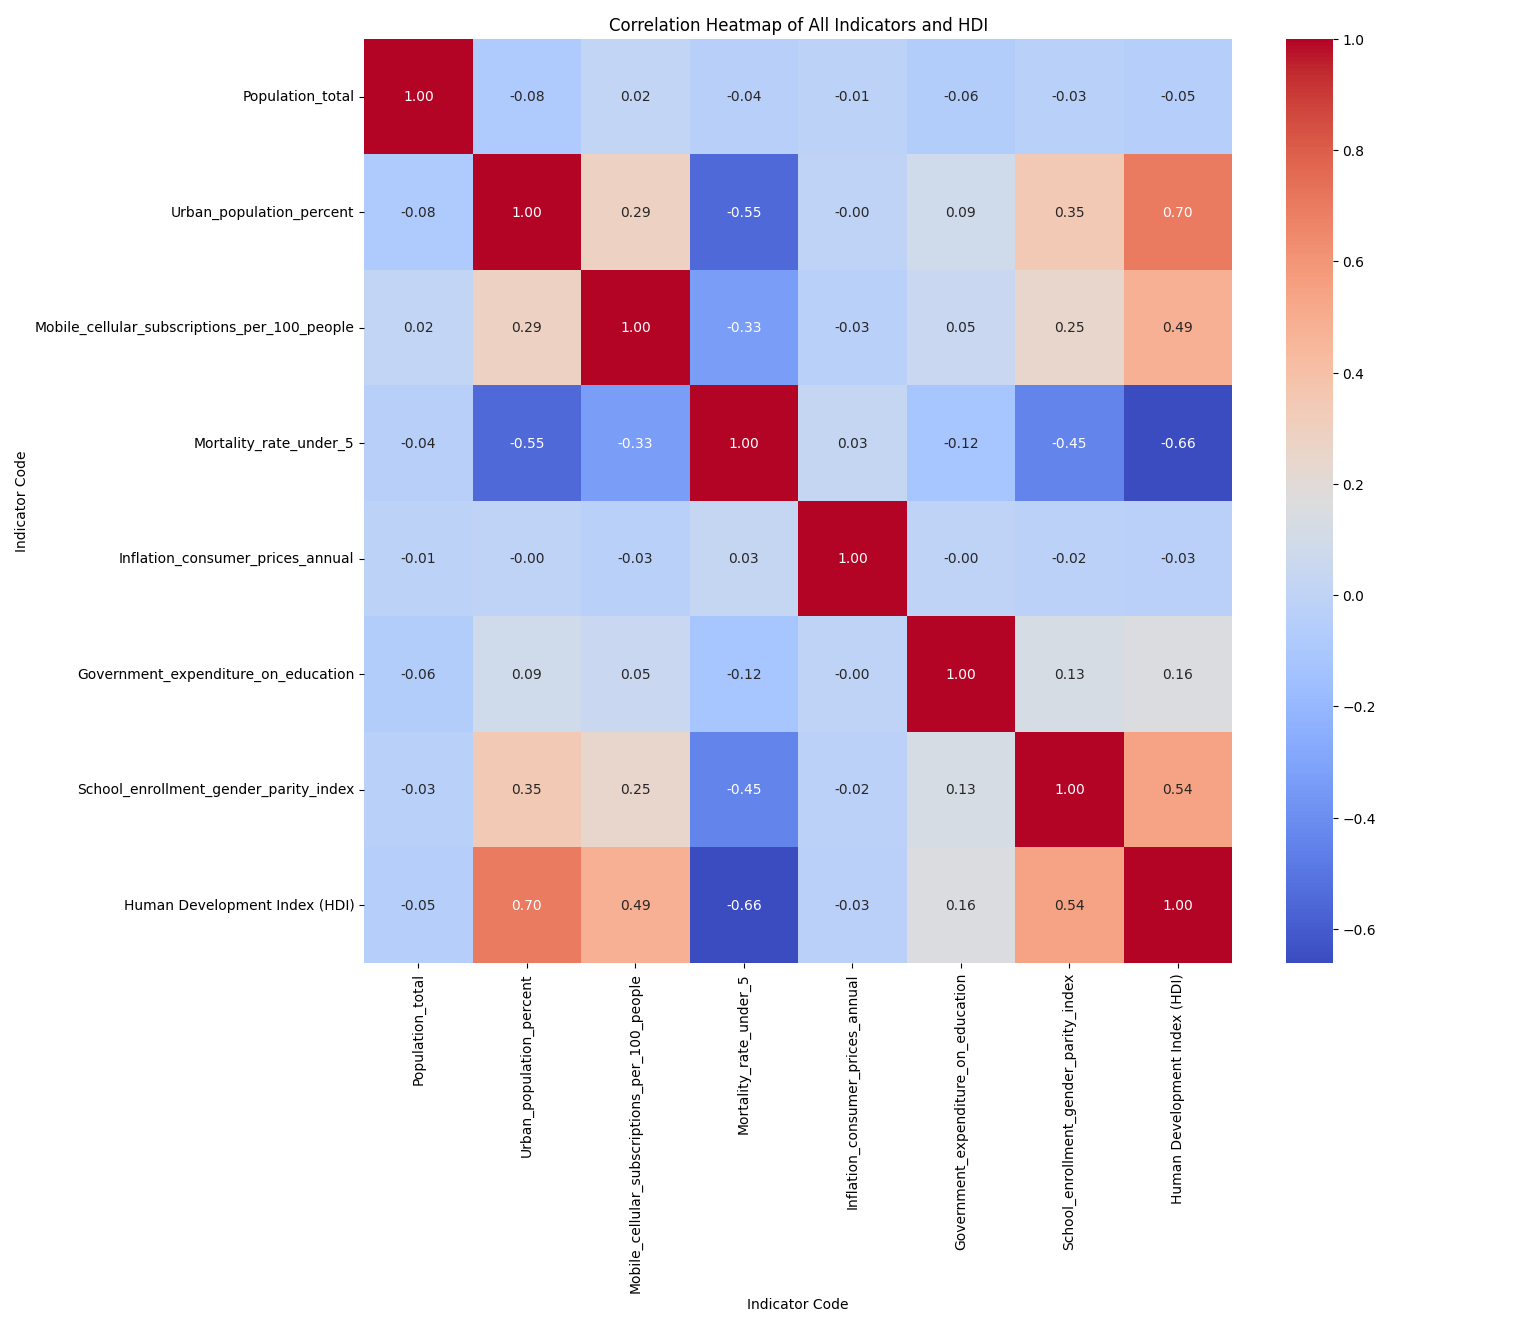 Correlation Heatmap of All Indicators and HDI
Population_total 1.00 -0.08 0.02 -0.04 -0.01 -0.06 -0.03 -0.05
Urban_population_percent -0.08 1.00 0.29 -0.55 -0.00 0.09 0.35 0.70
Mobile_cellular_subscriptions_per_100_people 0.02 0.29 1.00 -0.33 -0.03 0.05 0.25 0.49
Mortality_rate_under_5 -0.04 -0.55 -0.33 1.00 0.03 -0.12 -0.45 -0.66
Inflation_consumer_prices_annual -0.01 -0.00 -0.03 0.03 1.00 -0.00 -0.02 -0.03
Government_expenditure_on_education -0.06 0.09 0.05 -0.12 -0.00 1.00 0.13 0.16
School_enrollment_gender_parity_index -0.03 0.35 0.25 -0.45 -0.02 0.13 1.00 0.54
Human Development Index (HDI) -0.05 0.70 0.49 -0.66 -0.03 0.16 0.54 1.00
Indicator Code
Population_total
Urban_population_percent
Mobile_cellular_subscriptions_per_100_people
Mortality_rate_under_5
Inflation_consumer_prices_annual
Government_expenditure_on_education
School_enrollment_gender_parity_index
Human Development Index (HDI)
Indicator Code
1.0
0.8
0.6
0.4
0.2
0.0
−0.2
−0.4
−0.6